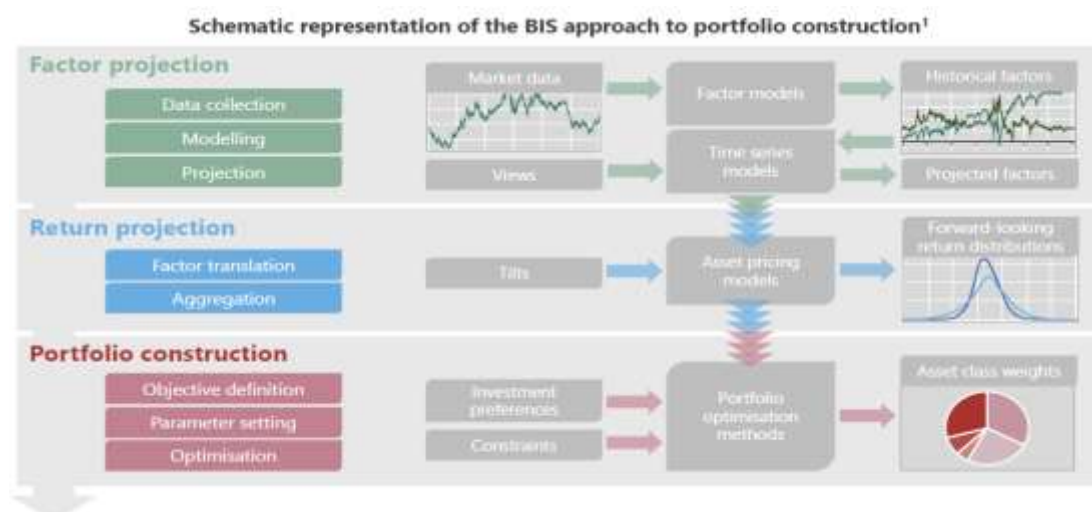 Schematic representation of the BIS approach to portfolio construction¹
Factor projection
Data collection
Modelling
Projection
Market data
Views
Factor models
Time series
models
Historical factors
Projected factors
Return projection
Factor translation
Aggregation
Tilts
Asset pricing
models
Forward-looking
return distributions
Portfolio construction
Objective definition
Parameter setting
Optimisation
Investment
preferences
Constraints
Portfolio
optimisation
methods
Asset class weights